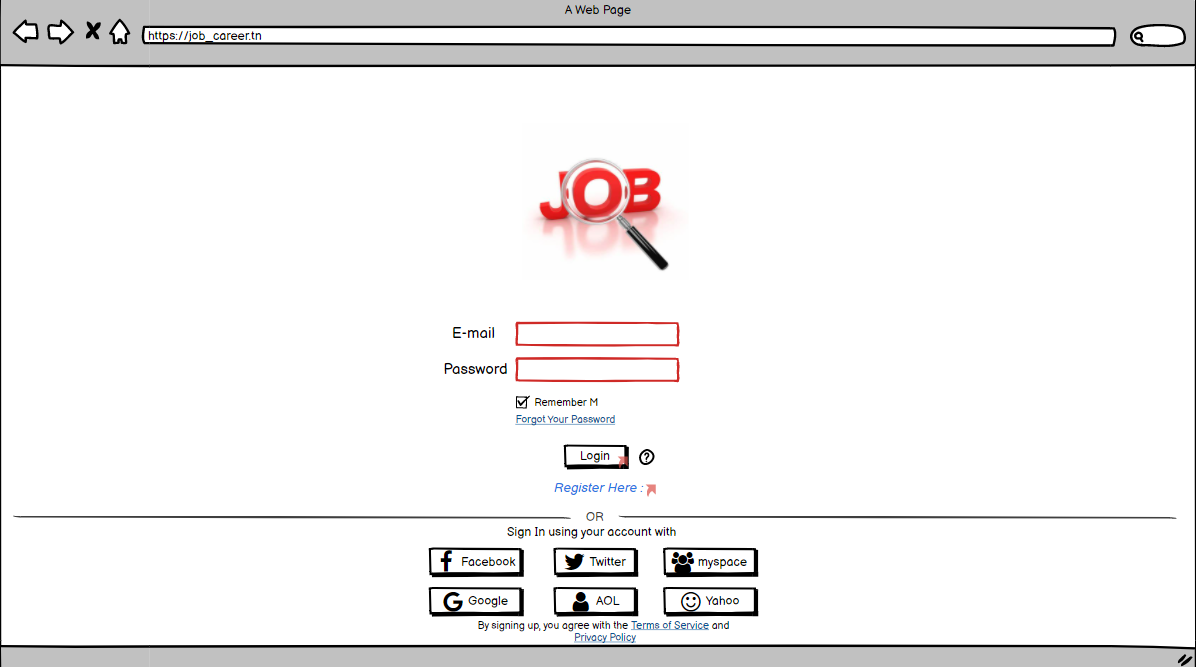 A Web Page
https://job_career.tn
JOB
E-mail
Password
Remember M
Forgot Your Password
Login ?
Register Here :
OR
Sign In using your account with
Facebook Twitter myspace
Google AOL Yahoo
By signing up, you agree with the Terms of Service and
Privacy Policy